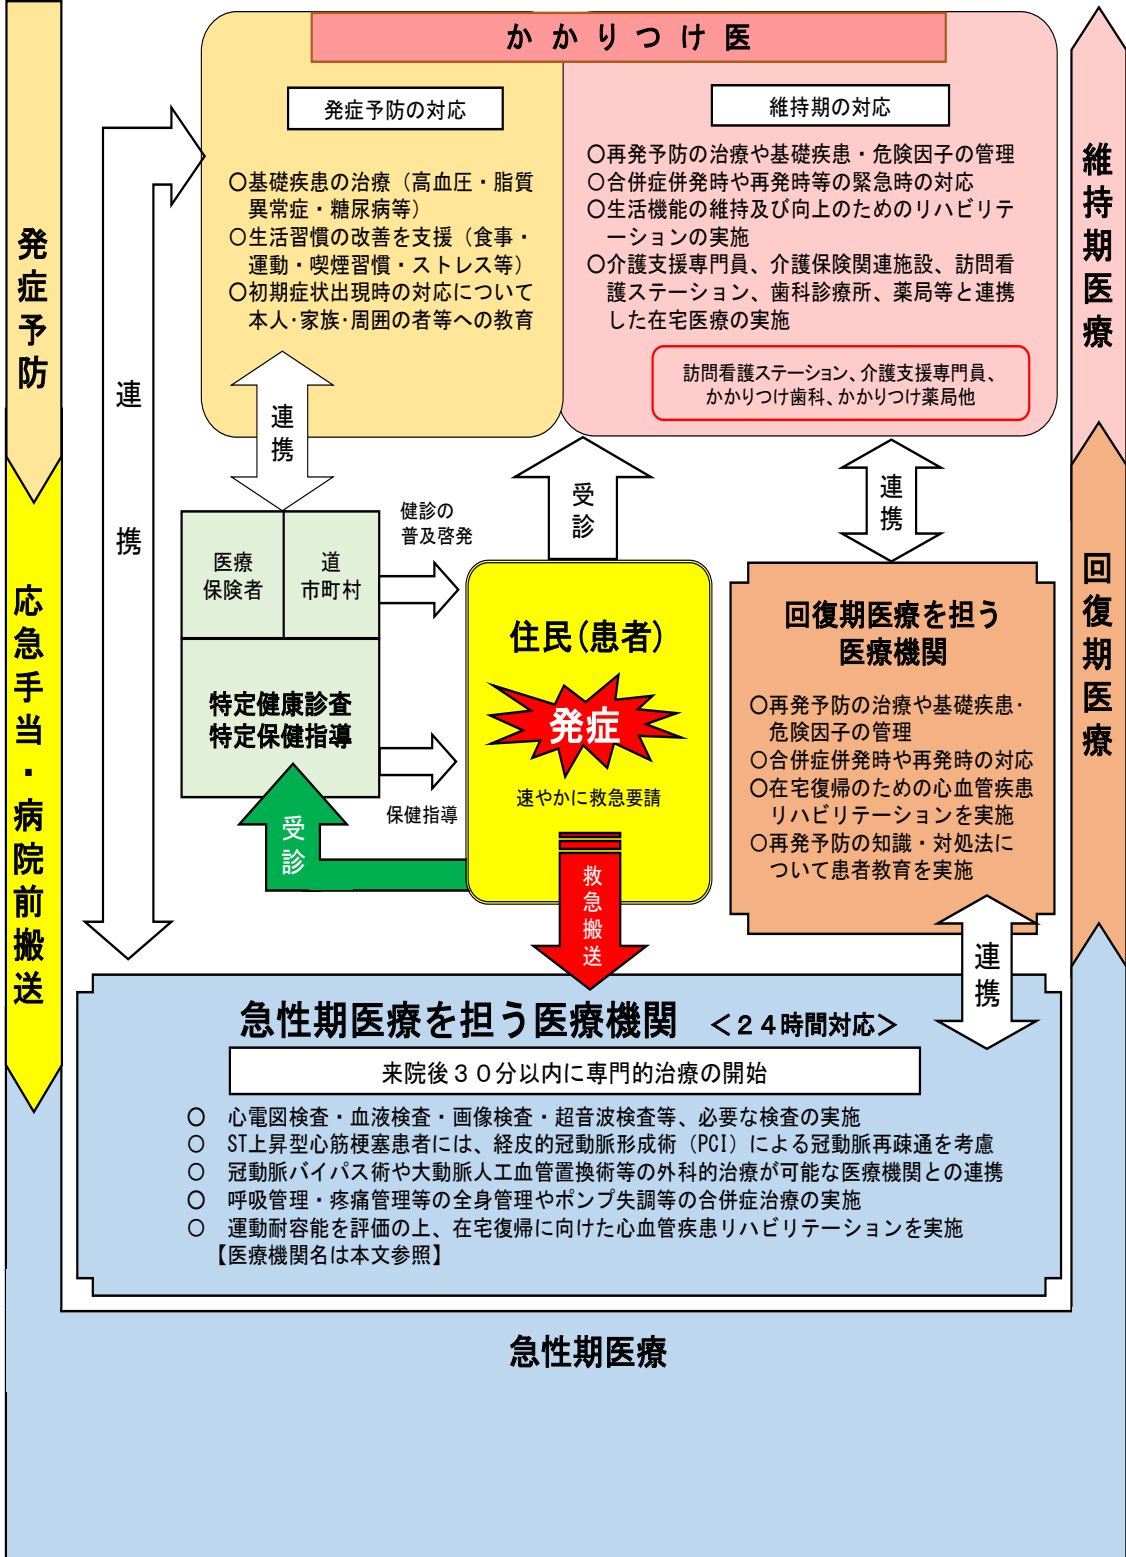 かかりつけ医
発症予防の対応
〇基礎疾患の治療（高血圧・脂質
異常症・糖尿病等）
〇生活習慣の改善を支援（食事・
運動・喫煙習慣・ストレス等）
〇初期症状出現時の対応について
本人・家族・周囲の者等への教育
維持期の対応
〇再発予防の治療や基礎疾患・危険因子の管理
〇合併症併発時や再発時等の緊急時の対応
〇生活機能の維持及び向上のためのリハビリテ
ーションの実施
〇介護支援専門員、介護保険関連施設、訪問看
護ステーション、歯科診療所、薬局等と連携
した在宅医療の実施
訪問看護ステーション、介護支援専門員、
かかりつけ歯科、かかりつけ薬局他
発症予防
応急手当・病院前搬送
維持期医療
回復期医療
連携
連携
受診
連携
医療
保険者
道
市町村
健診の
普及啓発
特定健康診査
特定保健指導
保健指導
受診
住民(患者)
発症
速やかに救急要請
救急搬送
回復期医療を担う
医療機関
〇再発予防の治療や基礎疾患・
危険因子の管理
〇合併症併発時や再発時の対応
〇在宅復帰のための心血管疾患
リハビリテーションを実施
〇再発予防の知識・対処法に
ついて患者教育を実施
連携
急性期医療を担う医療機関　＜２４時間対応＞
来院後３０分以内に専門的治療の開始
〇　心電図検査・血液検査・画像検査・超音波検査等、必要な検査の実施
〇　ST上昇型心筋梗塞患者には、経皮的冠動脈形成術（PCI）による冠動脈再疎通を考慮
〇　冠動脈バイパス術や大動脈人工血管置換術等の外科的治療が可能な医療機関との連携
〇　呼吸管理・疼痛管理等の全身管理やポンプ失調等の合併症治療の実施
〇　運動耐容能を評価の上、在宅復帰に向けた心血管疾患リハビリテーションを実施
【医療機関名は本文参照】
急性期医療